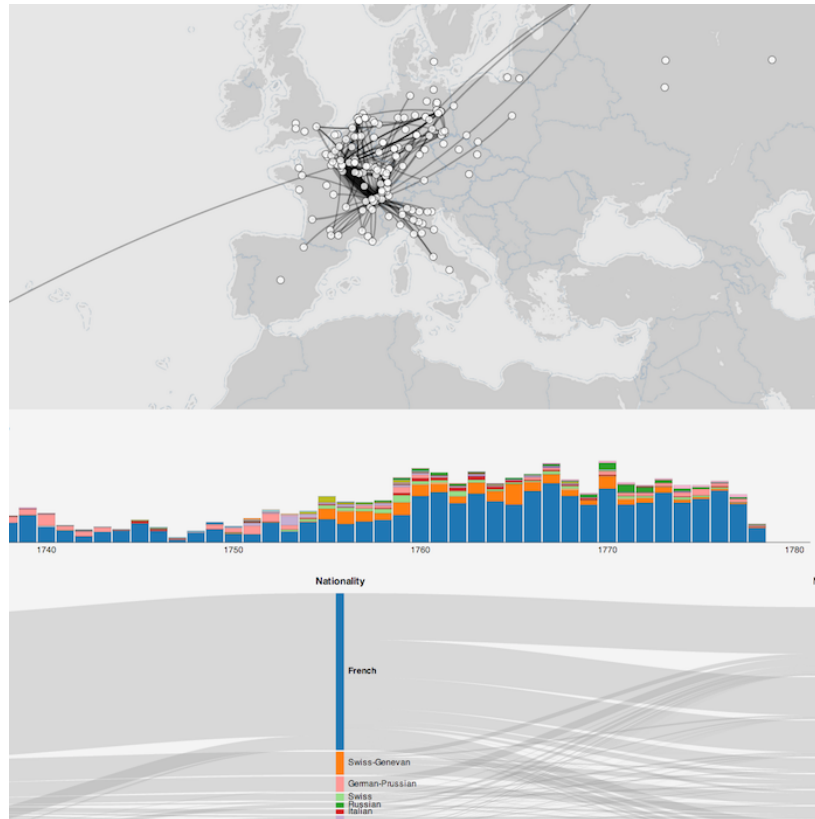 1740 1750 1760 1770 1780
Nationality
French
Swiss-Genevan
German-Prussian
Swiss
Russian
Italian